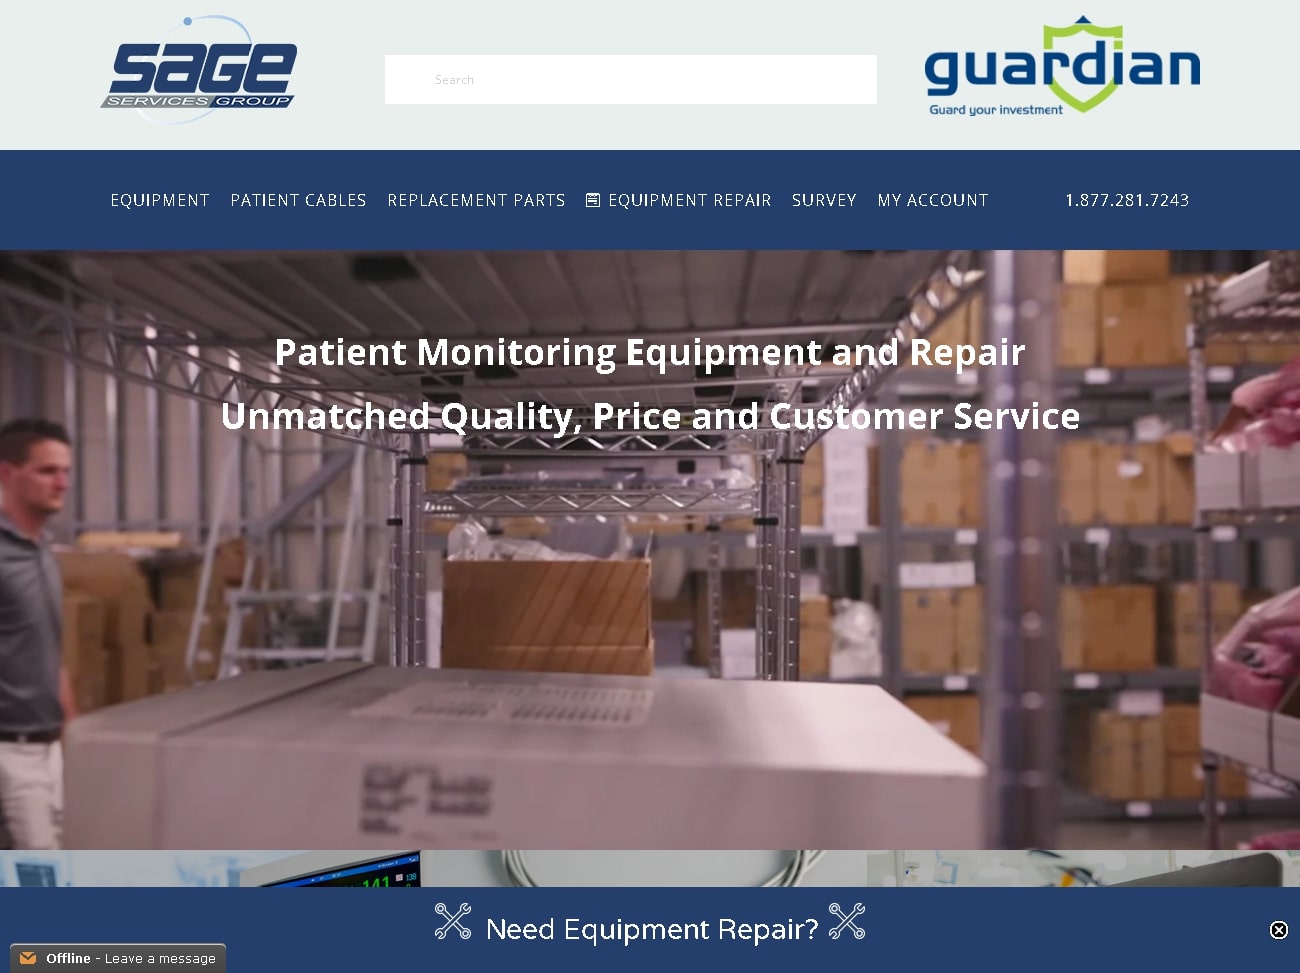 SAGE
SERVICES GROUP
Search
guardian
Guard your investment
EQUIPMENT PATIENT CABLES REPLACEMENT PARTS EQUIPMENT REPAIR SURVEY MY ACCOUNT 1.877.281.7243
Patient Monitoring Equipment and Repair
Unmatched Quality, Price and Customer Service
141
138
Need Equipment Repair?
Offline - Leave a message